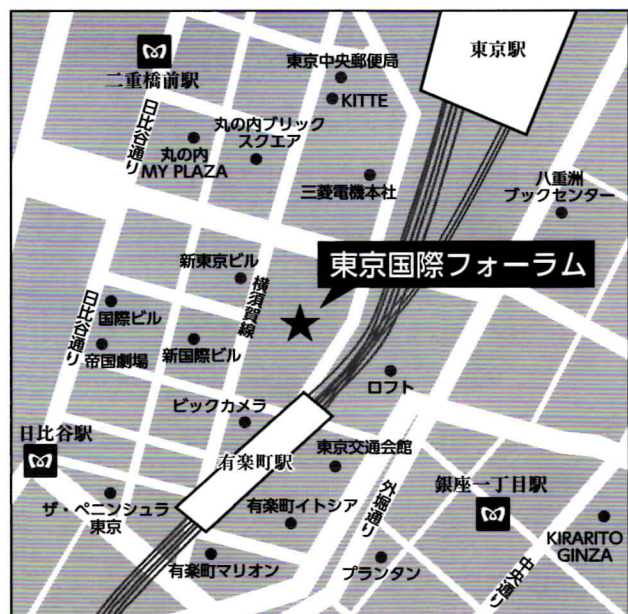 東京駅
東京中央郵便局
KITTE
二重橋前駅
日比谷通り
丸の内ブリック
スクエア
丸の内
MY PLAZA
三菱電機本社
八重洲
ブックセンター
新東京ビル
横須賀線
東京国際フォーラム
国際ビル
日比谷通り
帝国劇場
新国際ビル
ロフト
ビックカメラ
日比谷駅
有楽町駅
東京交通会館
外堀通り
銀座一丁目駅
ザ・ペニンシュラ
東京
有楽町イトシア
KIRARITO
GINZA
有楽町マリオン
プランタン
中央通り